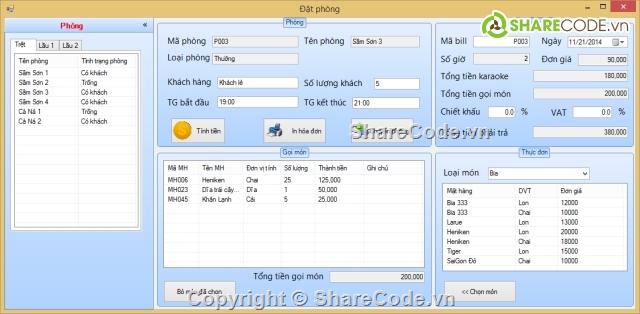 Đặt phòng
SHARECODE.vn
Phòng «
Trệt Lầu 1 Lầu 2
Tên phòng Tình trạng phòng
Sầm Sơn 1 Có khách
Sầm Sơn 2 Trống
Sầm Sơn 3 Có khách
Sầm Sơn 4 Có khách
Cà Ná 1 Trống
Cà Ná 2 Có khách
Phòng
Mã phòng P003 Tên phòng Sầm Sơn 3
Loại phòng Thường
Khách hàng Khách lẻ Số lượng khách 5
TG bắt đầu 19:00 TG kết thúc 21:00
Tính tiền In hóa đơn
Mã bill P003 Ngày 11/21/2014
Số giờ 2 Đơn giá 90,000
Tổng tiền karaoke 180,000
Tổng tiền gọi món 200,000
Chiết khấu 0.0 % VAT 0.0 %
phải trả 380,000
ShareCode.vn
Gọi món
Mã MH Tên MH Đơn vị tính Số lượng Thành tiền Ghi chú
MH006 Heniken Chai 25 125,000
MH023 Dĩa trái cây... Dĩa 1 50,000
MH045 Khăn Lạnh Cái 5 25,000
Tổng tiền gọi món 200,000
Bỏ món đã chọn
Thực đơn
Loại món Bia
Mặt hàng DVT Đơn giá
Bia 333 Lon 12000
Bia 333 Chai 10000
Larue Lon 13000
Heniken Lon 20000
Heniken Chai 18000
Tiger Lon 15000
SaiGon Đỏ Chai 10000
<< Chọn món
Copyright © ShareCode.vn